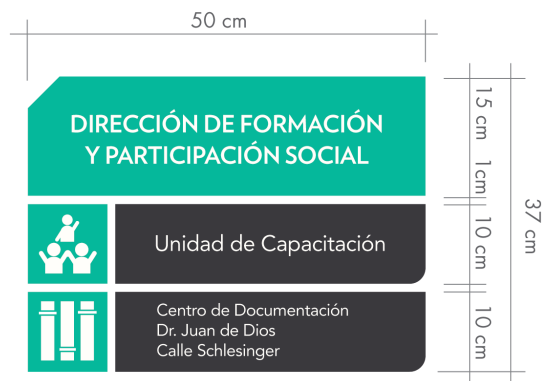 50 cm
DIRECCIÓN DE FORMACIÓN
Y PARTICIPACIÓN SOCIAL
15 cm
1cm
37 cm
Unidad de Capacitación
10 cm
Centro de Documentación
Dr. Juan de Dios
Calle Schlesinger
10 cm